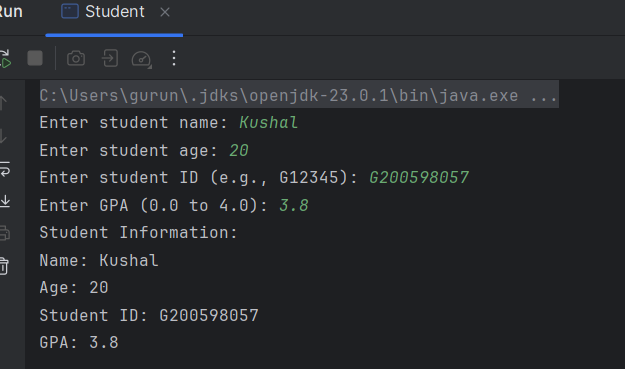 Run
Student
C:\Users\gurun\.jdks\openjdk-23.0.1\bin\java.exe ...
Enter student name: Kushal
Enter student age: 20
Enter student ID (e.g., G12345): G200598057
Enter GPA (0.0 to 4.0): 3.8
Student Information:
Name: Kushal
Age: 20
Student ID: G200598057
GPA: 3.8